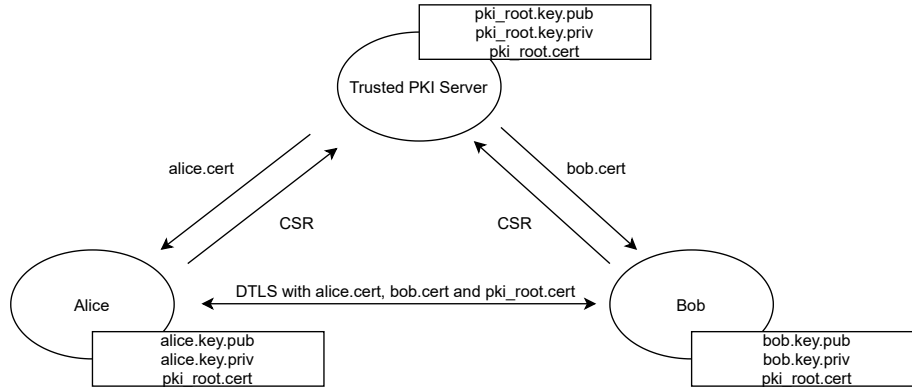 pki_root.key.pub
pki_root.key.priv
pki_root.cert
Trusted PKI Server
alice.cert
bob.cert
CSR
CSR
DTLS with alice.cert, bob.cert and pki_root.cert
Alice
Bob
alice.key.pub
alice.key.priv
pki_root.cert
bob.key.pub
bob.key.priv
pki_root.cert